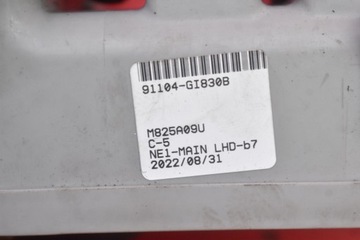 91104-GI830B
M825A09U
C-5
NE1-MAIN LHD-b7
2022/08/31